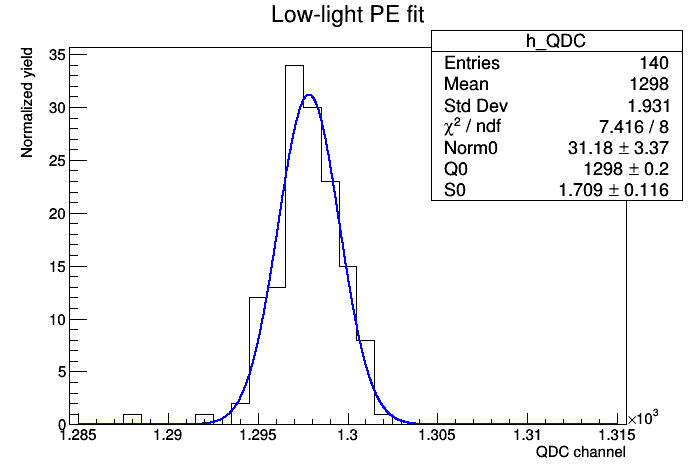 Low-light PE fit
h_QDC
Entries 140
Mean 1298
Std Dev 1.931
χ² / ndf 7.416 / 8
Norm0 31.18 ± 3.37
Q0 1298 ± 0.2
S0 1.709 ± 0.116
Normalized yield
35
30
25
20
15
10
5
0
1.285 1.29 1.295 1.3 1.305 1.31 1.315 ×10³
QDC channel